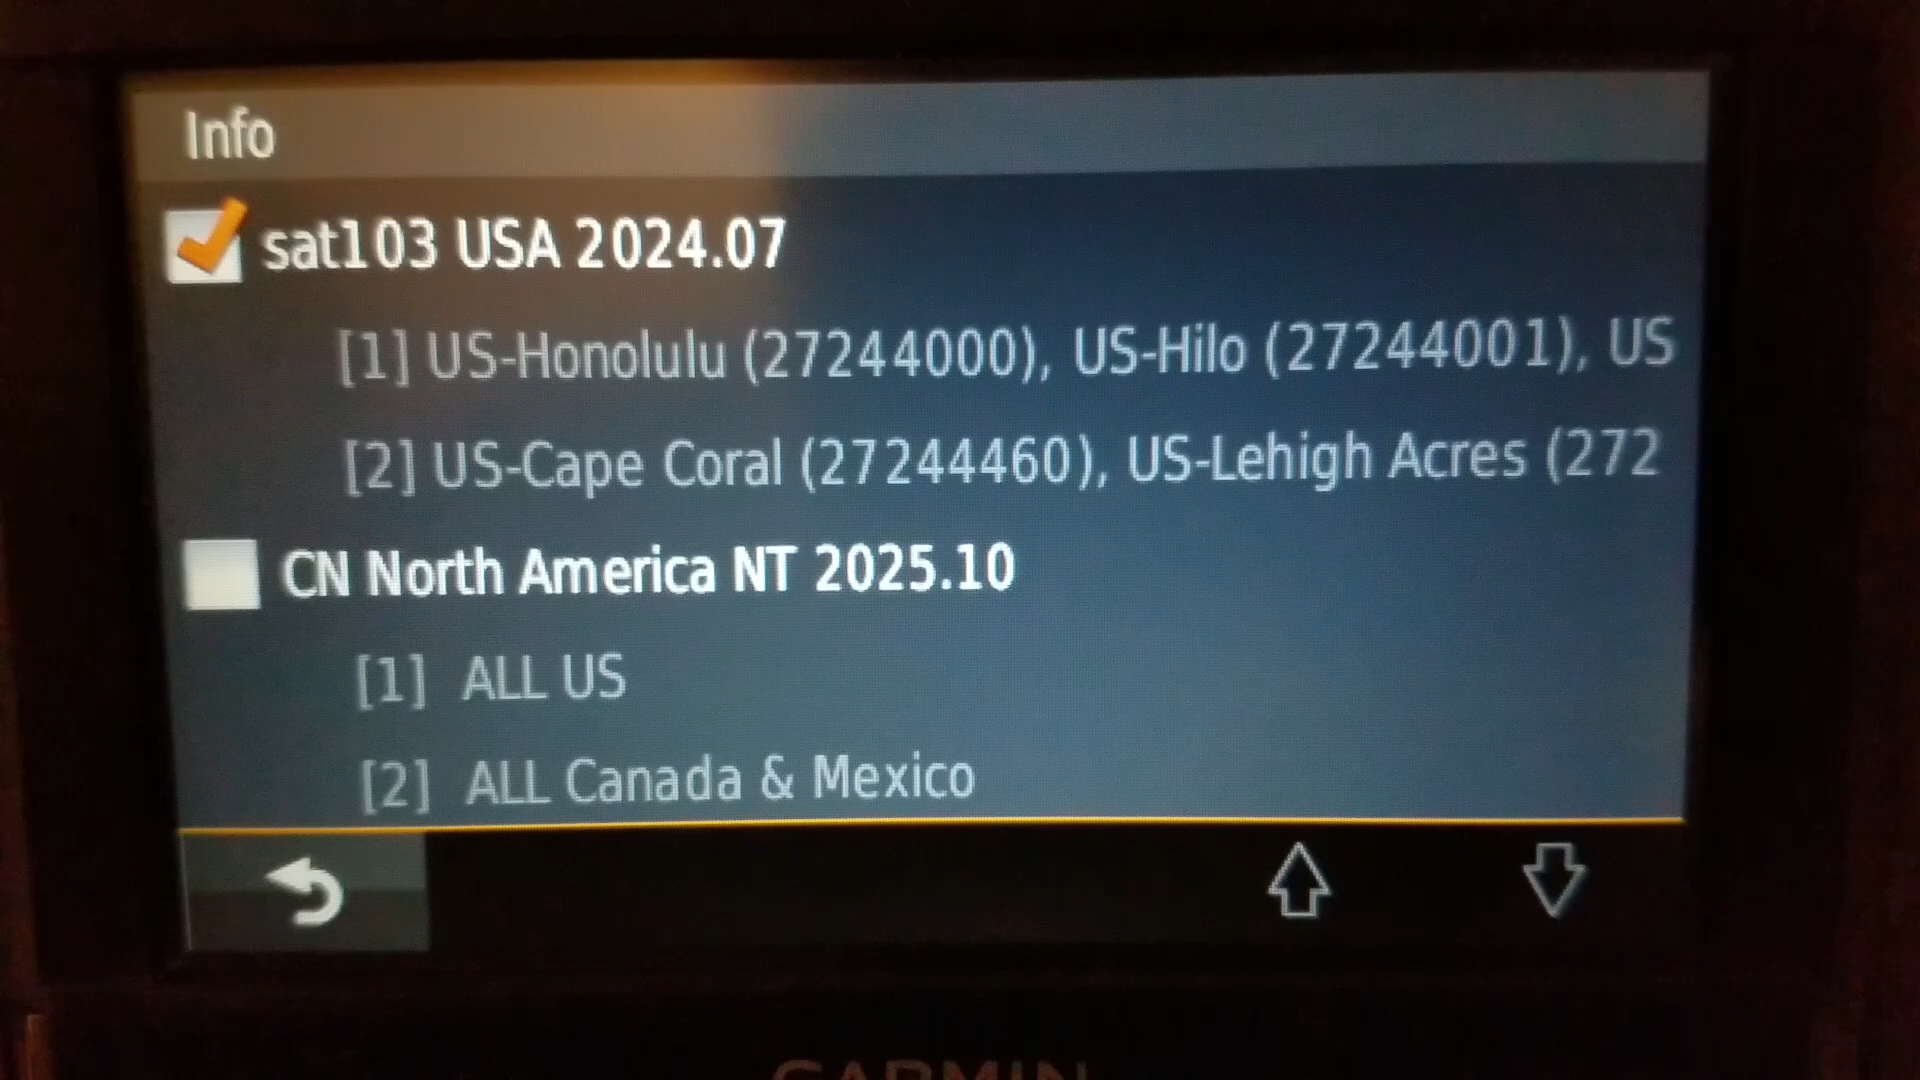 Info
sat103 USA 2024.07
[1] US-Honolulu (27244000), US-Hilo (27244001), US
[2] US-Cape Coral (27244460), US-Lehigh Acres (272
CN North America NT 2025.10
[1] ALL US
[2] ALL Canada & Mexico
GARMIN